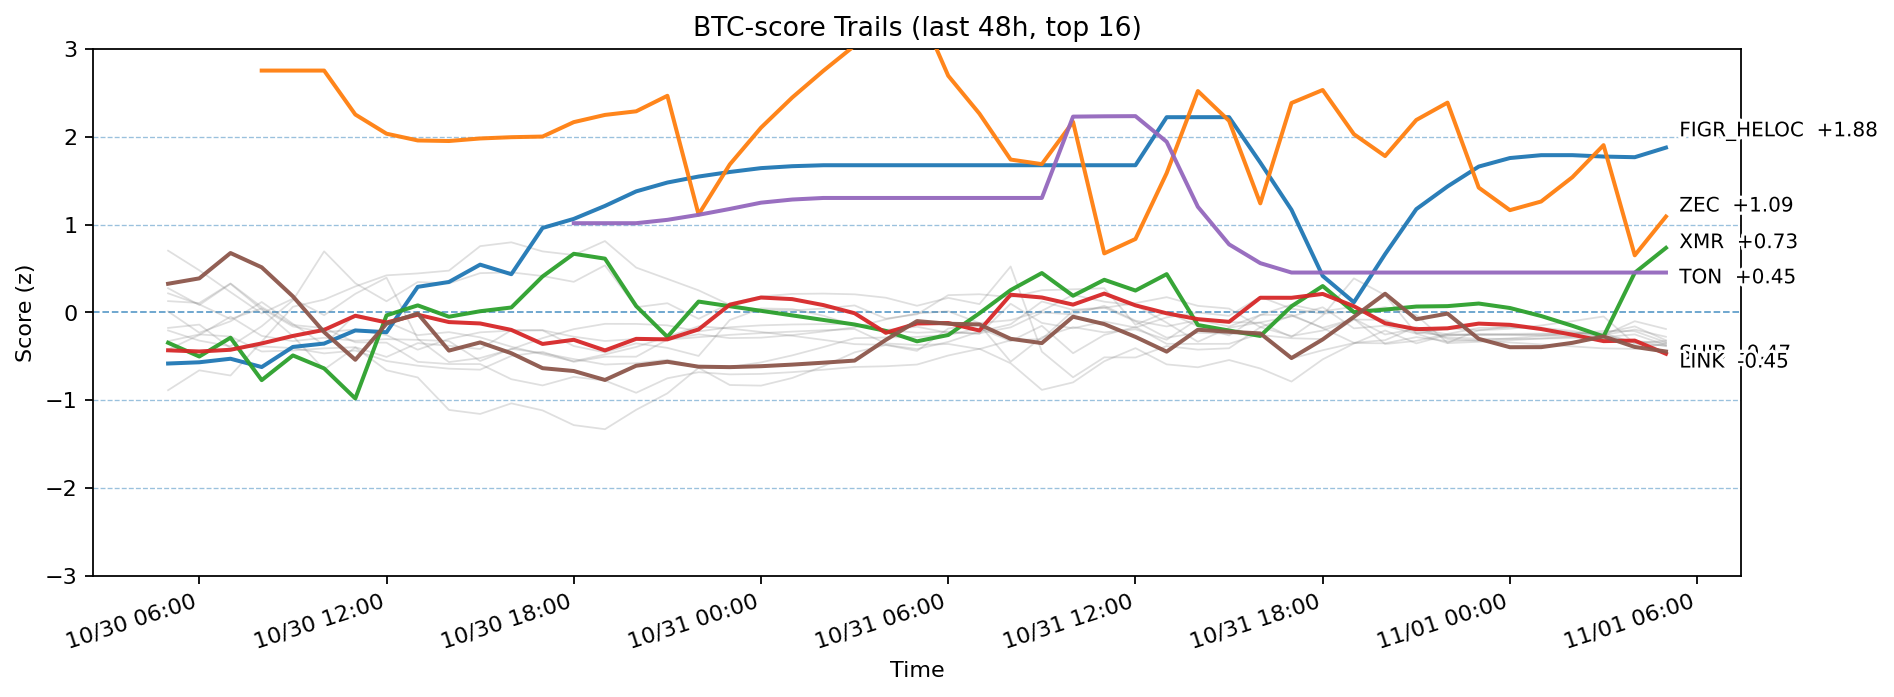 BTC-score Trails (last 48h, top 16)
Score (z)
3
2
1
0
−1
−2
−3
FIGR_HELOC +1.88
ZEC +1.09
XMR +0.73
TON +0.45
LINK -0.45
10/30 06:00
10/30 12:00
10/30 18:00
10/31 00:00
10/31 06:00
10/31 12:00
10/31 18:00
11/01 00:00
11/01 06:00
Time